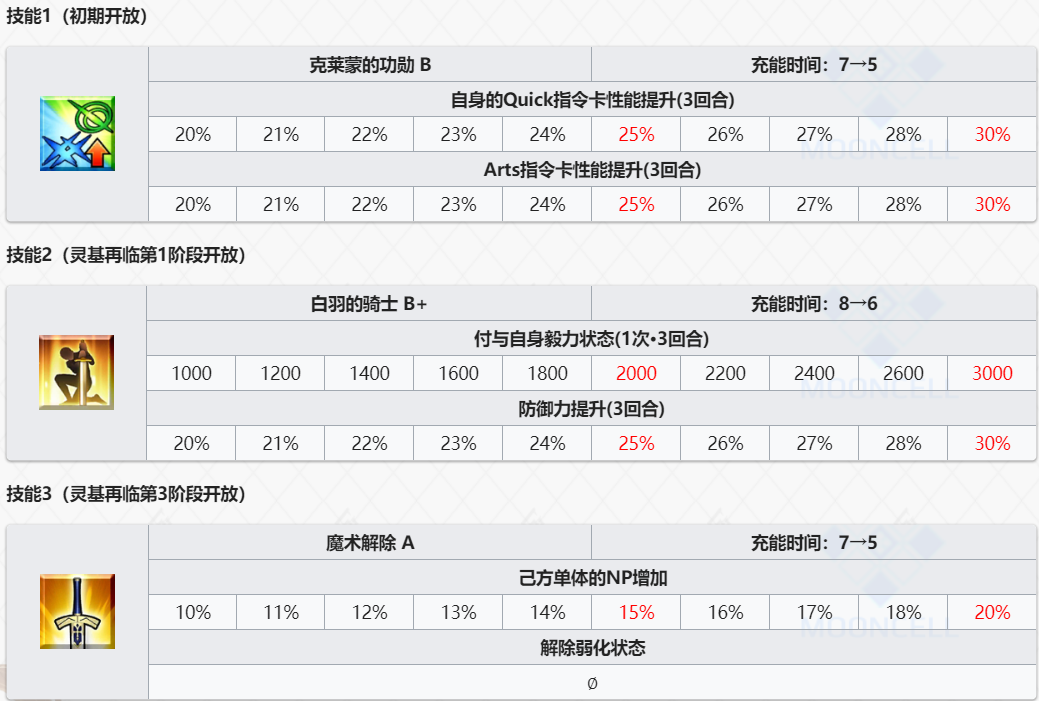 技能1（初期开放）
克莱蒙的功勋 B 充能时间：7→5
自身的Quick指令卡性能提升(3回合)
20% 21% 22% 23% 24% 25% 26% 27% 28% 30%
Arts指令卡性能提升(3回合)
20% 21% 22% 23% 24% 25% 26% 27% 28% 30%
MOONCELL
技能2（灵基再临第1阶段开放）
白羽的骑士 B+ 充能时间：8→6
付与自身毅力状态(1次•3回合)
1000 1200 1400 1600 1800 2000 2200 2400 2600 3000
防御力提升(3回合)
20% 21% 22% 23% 24% 25% 26% 27% 28% 30%
MOONCELL
技能3（灵基再临第3阶段开放）
魔术解除 A 充能时间：7→5
己方单体的NP增加
10% 11% 12% 13% 14% 15% 16% 17% 18% 20%
解除弱化状态
∅
MOONCELL